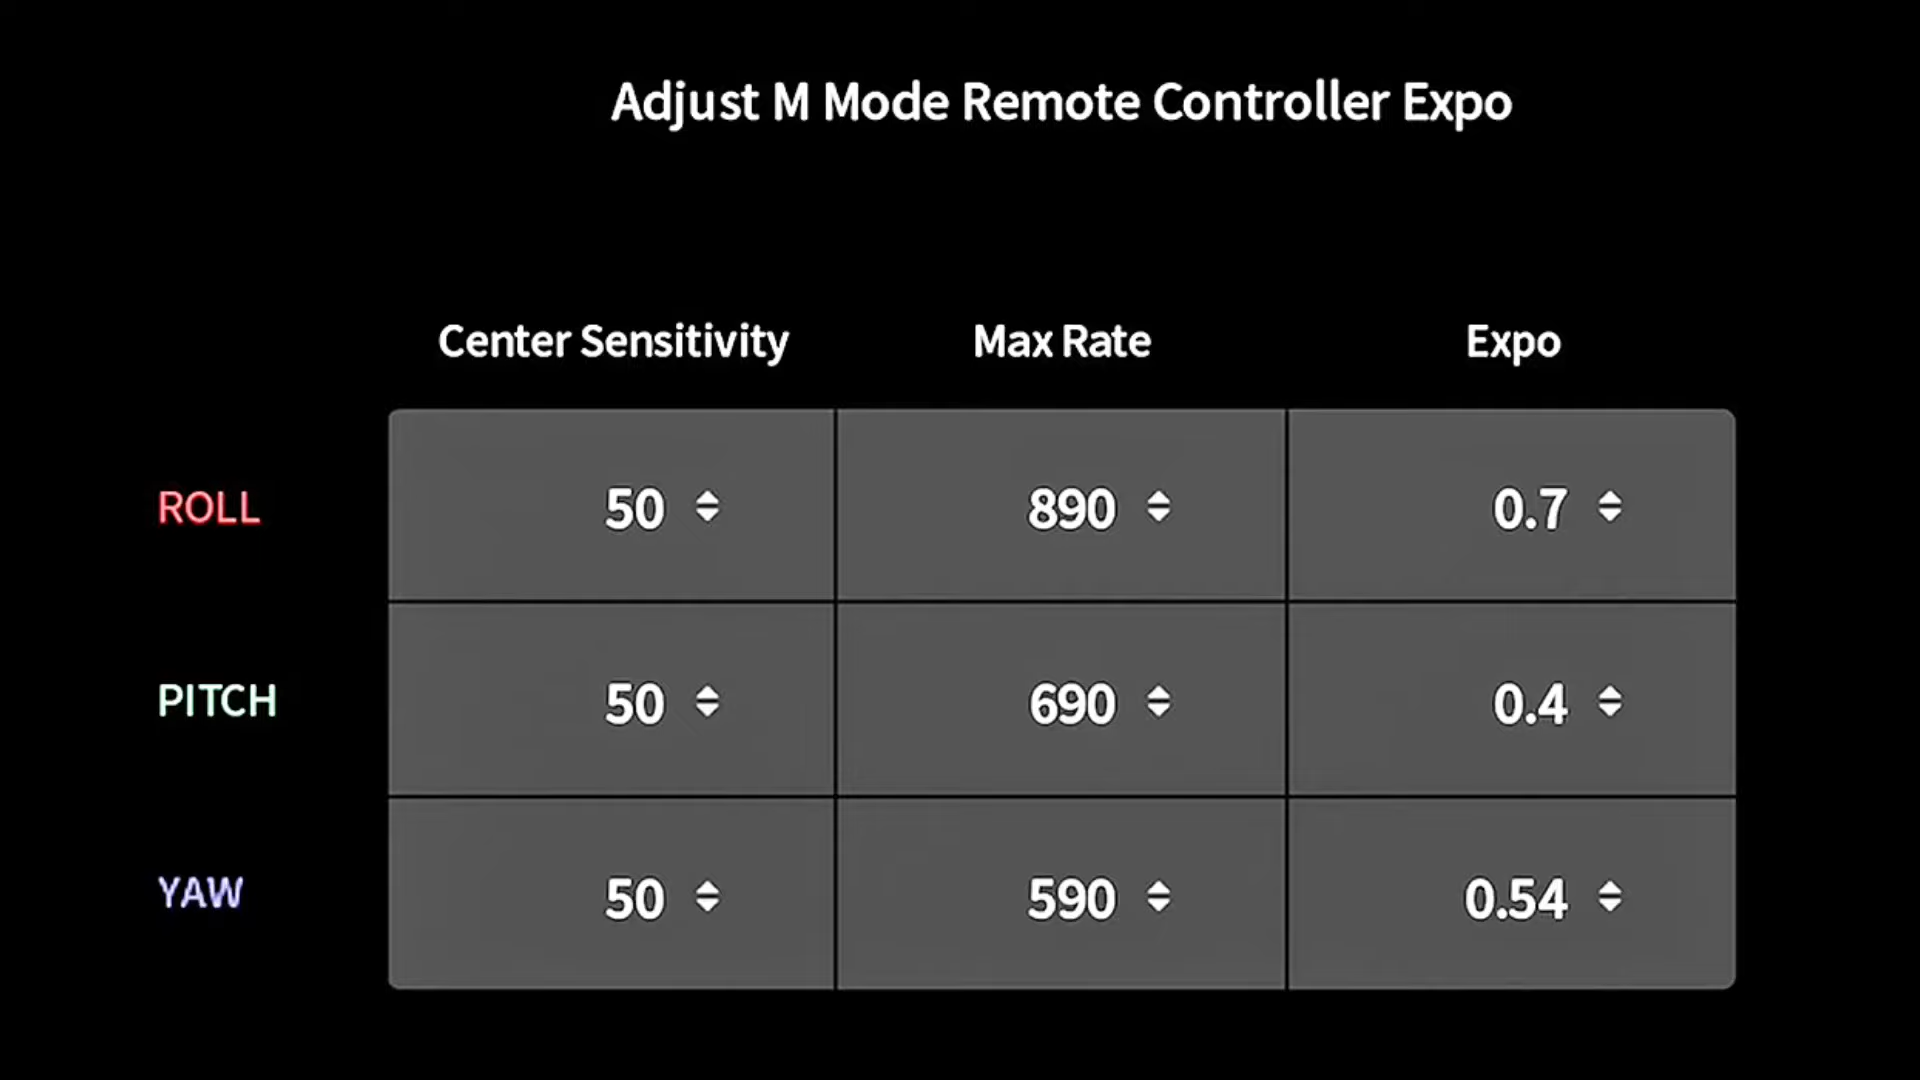 Adjust M Mode Remote Controller Expo
Center Sensitivity Max Rate Expo
ROLL 50 890 0.7
PITCH 50 690 0.4
YAW 50 590 0.54